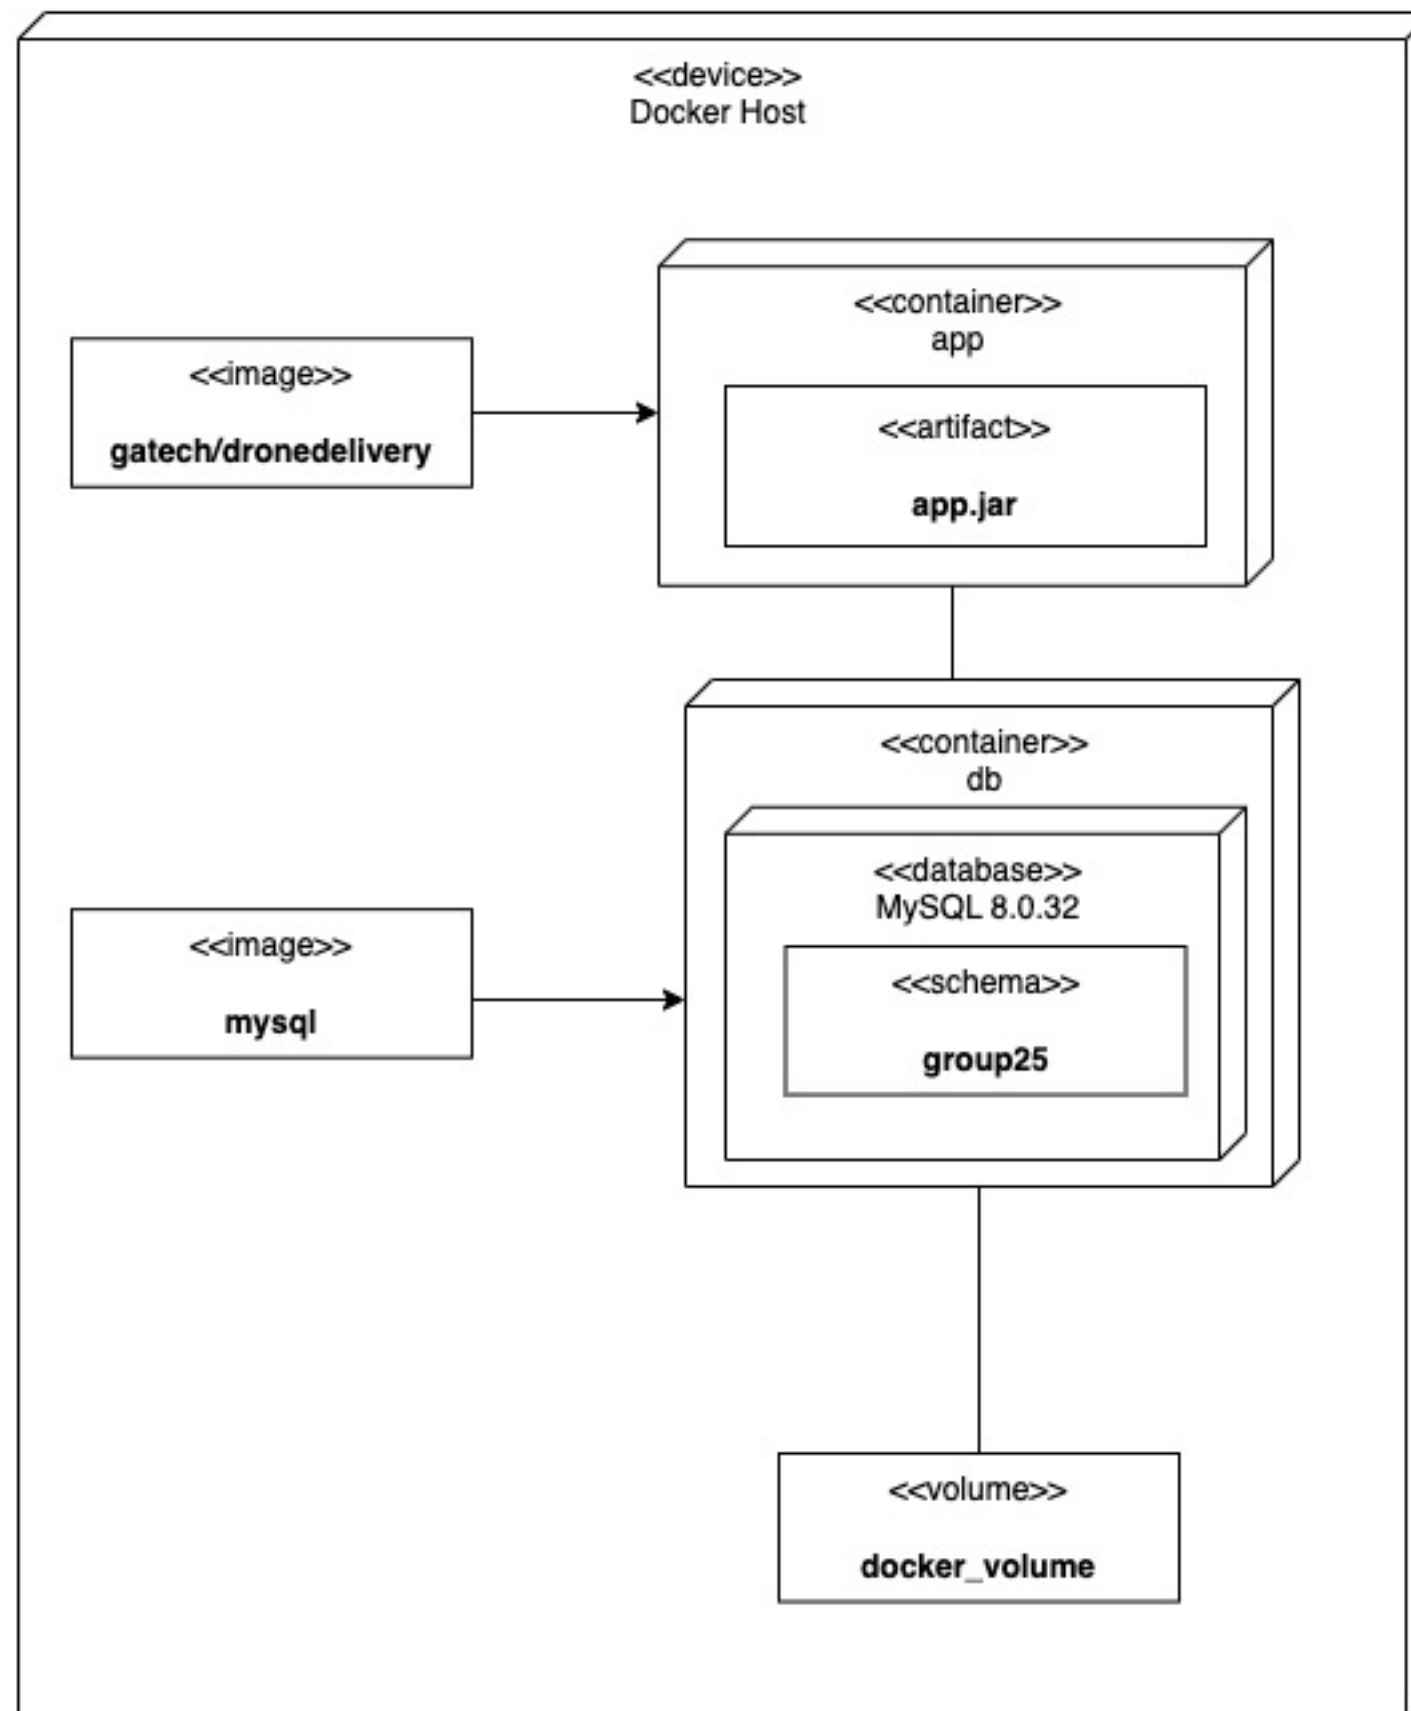 <<device>>
Docker Host
<<container>>
app
<<image>>
gatech/dronedelivery
<<artifact>>
app.jar
<<container>>
db
<<database>>
MySQL 8.0.32
<<image>>
mysql
<<schema>>
group25
<<volume>>
docker_volume